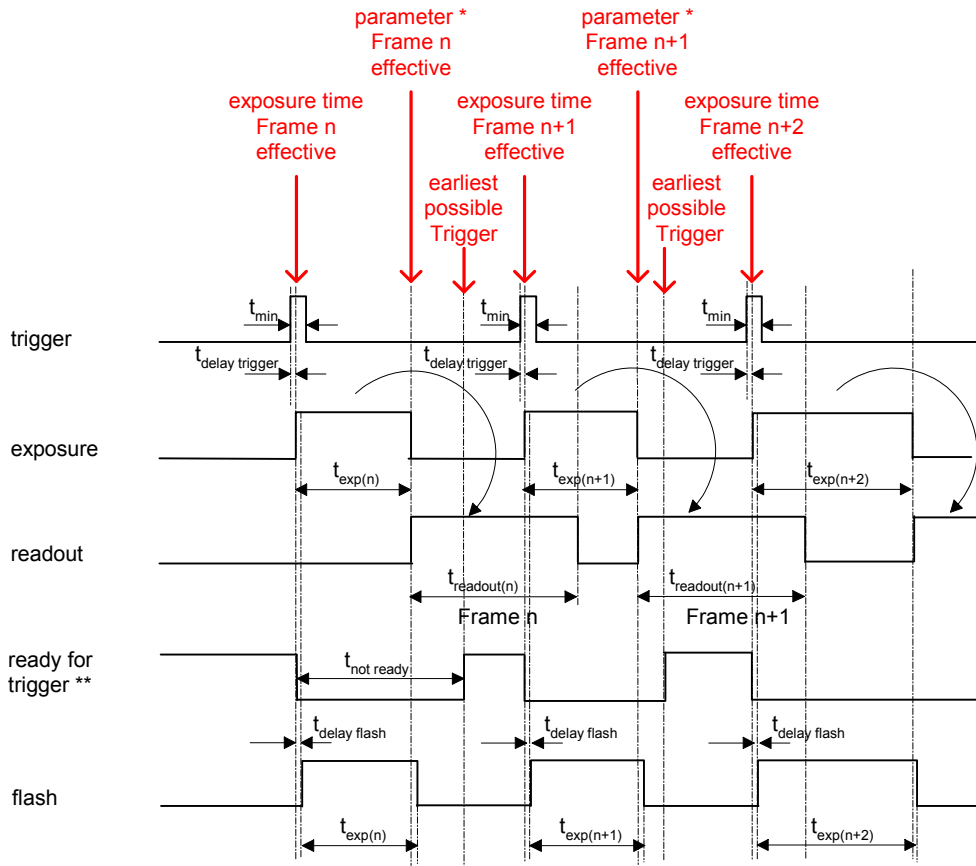 parameter *
Frame n
effective
parameter *
Frame n+1
effective
exposure time
Frame n
effective
exposure time
Frame n+1
effective
exposure time
Frame n+2
effective
earliest
possible
Trigger
earliest
possible
Trigger
trigger
tmin
tmin
tmin
tdelay trigger
tdelay trigger
tdelay trigger
exposure
texp(n)
texp(n+1)
texp(n+2)
readout
treadout(n)
treadout(n+1)
Frame n
Frame n+1
ready for
trigger **
tnot ready
tdelay flash
tdelay flash
tdelay flash
flash
texp(n)
texp(n+1)
texp(n+2)